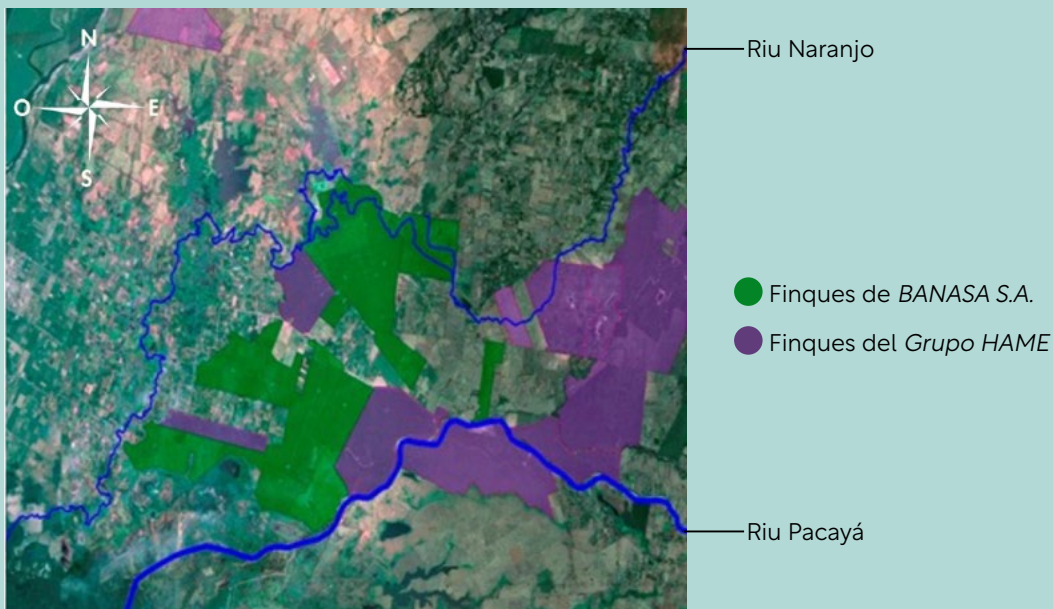 N
O
E
S
Riu Naranjo
Finques de BANASA S.A.
Finques del Grupo HAME
Riu Pacayá